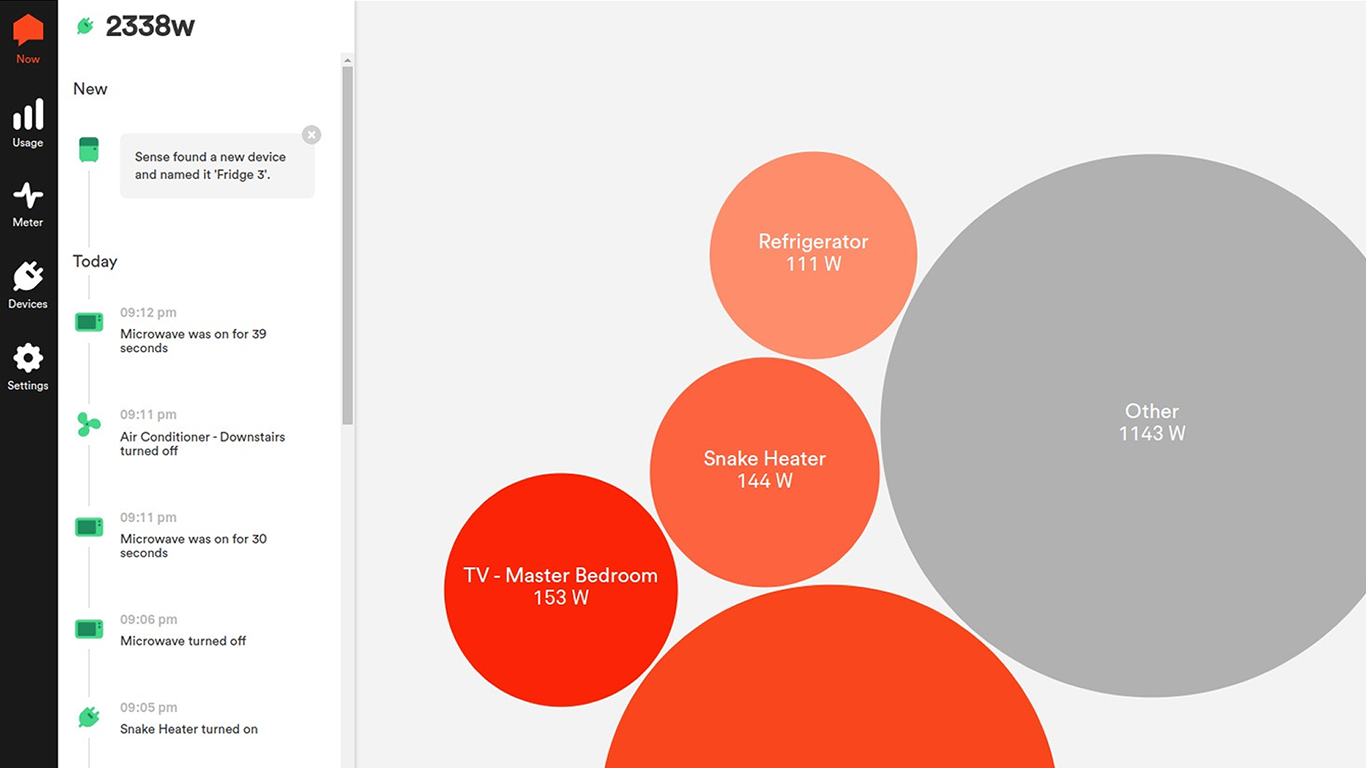 2338w
Now
Usage
Meter
Devices
Settings
New
Sense found a new device
and named it 'Fridge 3'.
Today
09:12 pm
Microwave was on for 39
seconds
09:11 pm
Air Conditioner - Downstairs
turned off
09:11 pm
Microwave was on for 30
seconds
09:06 pm
Microwave turned off
09:05 pm
Snake Heater turned on
Refrigerator
111 W
Other
1143 W
Snake Heater
144 W
TV - Master Bedroom
153 W